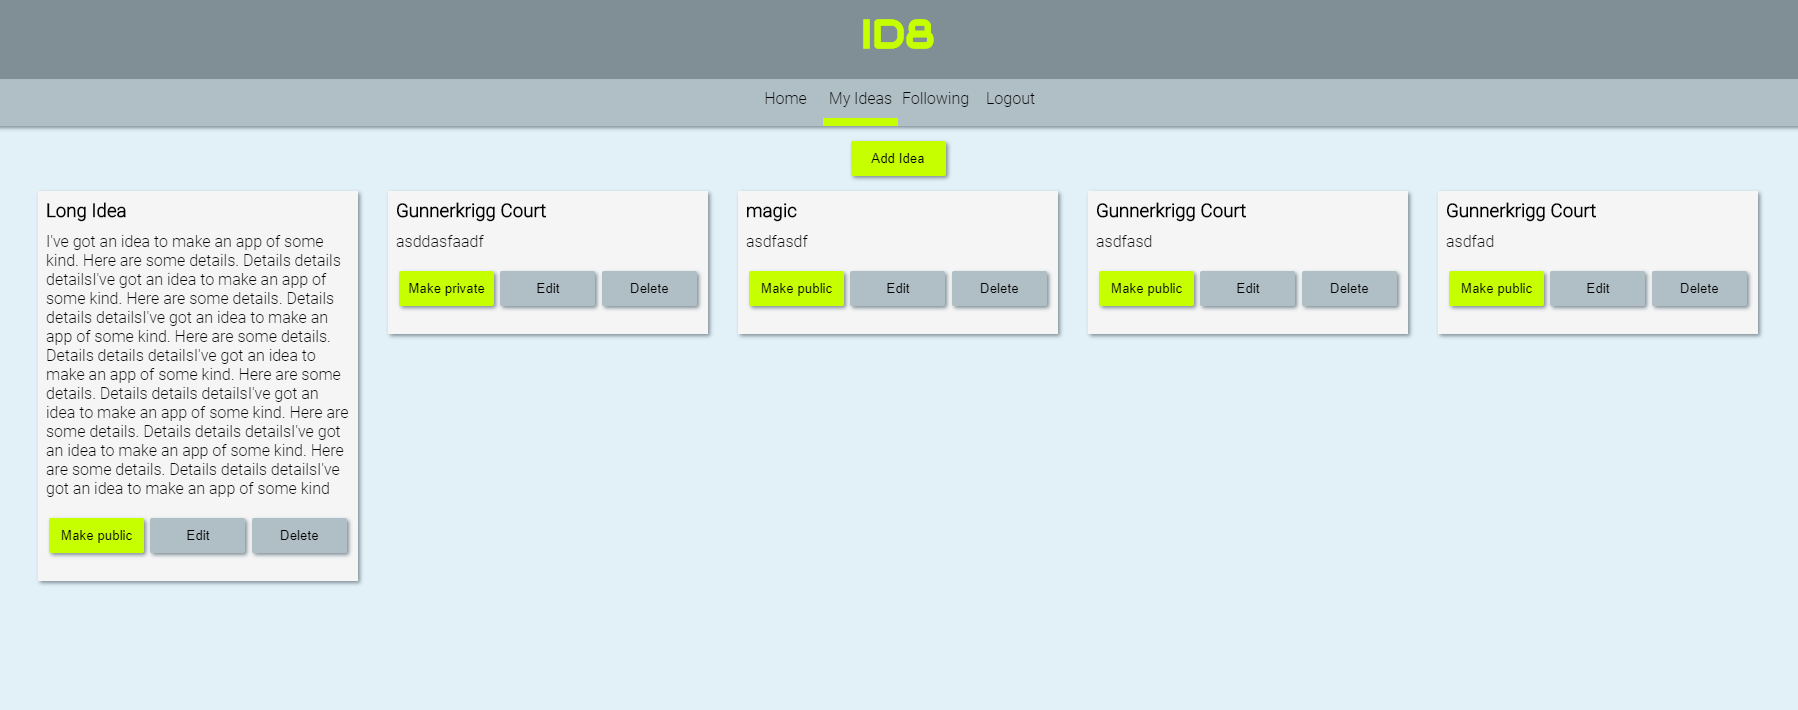 ID8
Home My Ideas Following Logout
Add Idea
Long Idea
I've got an idea to make an app of some
kind. Here are some details. Details details
detailsI've got an idea to make an app of
some kind. Here are some details. Details
details detailsI've got an idea to make an
app of some kind. Here are some details.
Details details detailsI've got an idea to
make an app of some kind. Here are some
details. Details details detailsI've got an
idea to make an app of some kind. Here are
some details. Details details detailsI've got
an idea to make an app of some kind. Here
are some details. Details details detailsI've
got an idea to make an app of some kind
Make public Edit Delete
Gunnerkrigg Court
asddasfaadf
Make private Edit Delete
magic
asdfasdf
Make public Edit Delete
Gunnerkrigg Court
asdfasd
Make public Edit Delete
Gunnerkrigg Court
asdfad
Make public Edit Delete